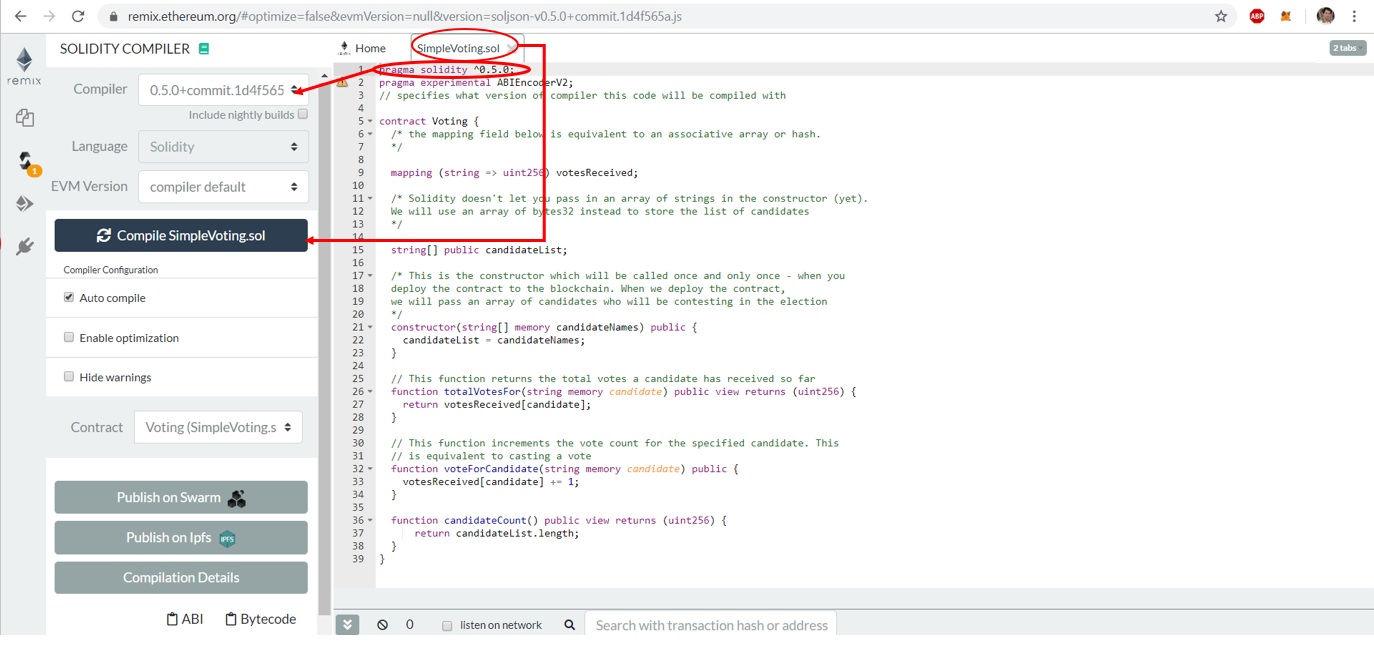 remix.ethereum.org/#optimize=false&evmVersion=null&version=soljson-v0.5.0+commit.1d4f565a.js
ABP
remix
SOLIDITY COMPILER
Compiler
0.5.0+commit.1d4f565
Include nightly builds
Language
Solidity
1
EVM Version
compiler default
Compile SimpleVoting.sol
Compiler Configuration
Auto compile
Enable optimization
Hide warnings
Contract
Voting (SimpleVoting.s
Publish on Swarm
Publish on Ipfs
IPFS
Compilation Details
ABI
Bytecode
Home
SimpleVoting.sol
2 tabs
1 pragma solidity ^0.5.0;
2 pragma experimental ABIEncoderV2;
3 // specifies what version of compiler this code will be compiled with
4
5 contract Voting {
6 /* the mapping field below is equivalent to an associative array or hash.
7 */
8
9 mapping (string => uint256) votesReceived;
10
11 /* Solidity doesn't let you pass in an array of strings in the constructor (yet).
12 We will use an array of bytes32 instead to store the list of candidates
13 */
14
15 string[] public candidateList;
16
17 /* This is the constructor which will be called once and only once - when you
18 deploy the contract to the blockchain. When we deploy the contract,
19 we will pass an array of candidates who will be contesting in the election
20 */
21 constructor(string[] memory candidateNames) public {
22 candidateList = candidateNames;
23 }
24
25 // This function returns the total votes a candidate has received so far
26 function totalVotesFor(string memory candidate) public view returns (uint256) {
27 return votesReceived[candidate];
28 }
29
30 // This function increments the vote count for the specified candidate. This
31 // is equivalent to casting a vote
32 function voteForCandidate(string memory candidate) public {
33 votesReceived[candidate] += 1;
34 }
35
36 function candidateCount() public view returns (uint256) {
37 return candidateList.length;
38 }
39 }
0
listen on network
Search with transaction hash or address